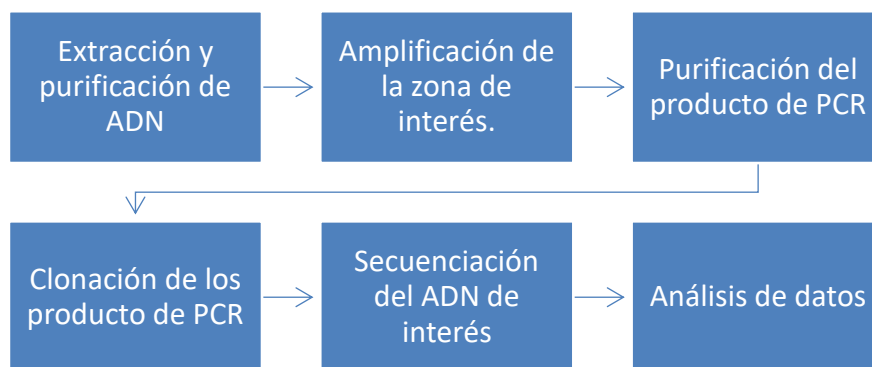 Extracción y
purificación de
ADN
Amplificación de
la zona de
interés.
Purificación del
producto de PCR
Clonación de los
producto de PCR
Secuenciación
del ADN de
interés
Análisis de datos